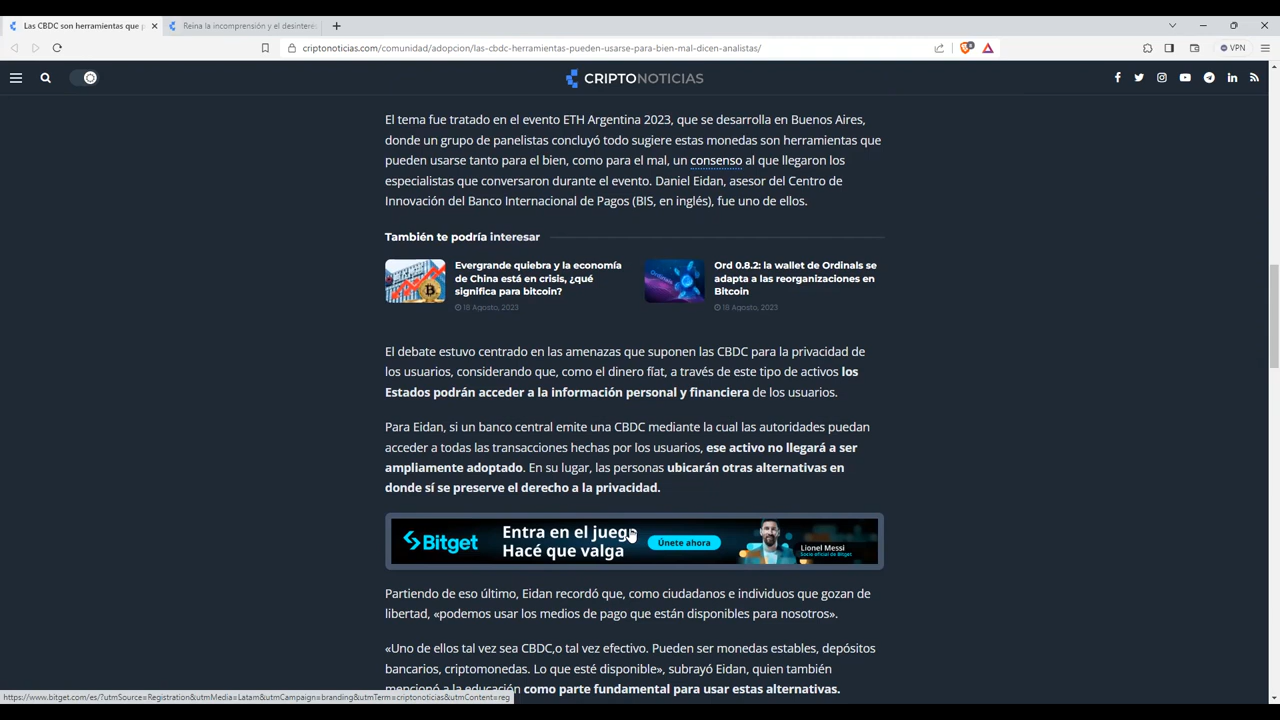 Las CBDC son herramientas que p
Reina la incomprensión y el desinterés
criptonoticias.com/comunidad/adopcion/las-cbdc-herramientas-pueden-usarse-para-bien-mal-dicen-analistas/
VPN
CRIPTONOTICIAS
El tema fue tratado en el evento ETH Argentina 2023, que se desarrolla en Buenos Aires,
donde un grupo de panelistas concluyó todo sugiere estas monedas son herramientas que
pueden usarse tanto para el bien, como para el mal, un consenso al que llegaron los
especialistas que conversaron durante el evento. Daniel Eidan, asesor del Centro de
Innovación del Banco Internacional de Pagos (BIS, en inglés), fue uno de ellos.
También te podría interesar
Evergrande quiebra y la economía
de China está en crisis, ¿qué
significa para bitcoin?
18 Agosto, 2023
Ord 0.8.2: la wallet de Ordinals se
adapta a las reorganizaciones en
Bitcoin
18 Agosto, 2023
El debate estuvo centrado en las amenazas que suponen las CBDC para la privacidad de
los usuarios, considerando que, como el dinero fíat, a través de este tipo de activos los
Estados podrán acceder a la información personal y financiera de los usuarios.
Para Eidan, si un banco central emite una CBDC mediante la cual las autoridades puedan
acceder a todas las transacciones hechas por los usuarios, ese activo no llegará a ser
ampliamente adoptado. En su lugar, las personas ubicarán otras alternativas en
donde sí se preserve el derecho a la privacidad.
Bitget
Entra en el juego
Hacé que valga
Únete ahora
Lionel Messi
Socio oficial de Bitget
Partiendo de eso último, Eidan recordó que, como ciudadanos e individuos que gozan de
libertad, «podemos usar los medios de pago que están disponibles para nosotros».
«Uno de ellos tal vez sea CBDC,o tal vez efectivo. Pueden ser monedas estables, depósitos
bancarios, criptomonedas. Lo que esté disponible», subrayó Eidan, quien también
mencionó a la educación como parte fundamental para usar estas alternativas.
https://www.bitget.com/es/?utmSource=Registration&utmMedia=Latam&utmCampaign=branding&utmTerm=criptonoticias&utmContent=reg